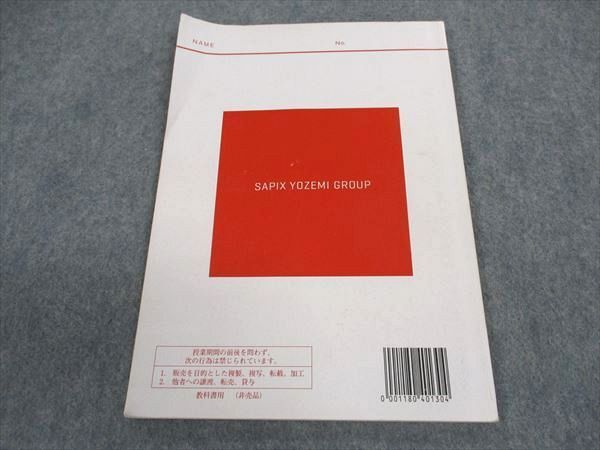 NAME
No.
SAPIX YOZEMI GROUP
授業期間の前後を問わず、
次の行為は禁じられています。
1. 販売を目的とした複製、複写、転載、加工
2. 他者への譲渡、転売、貸与
教科書用 (非売品)
0001180401304